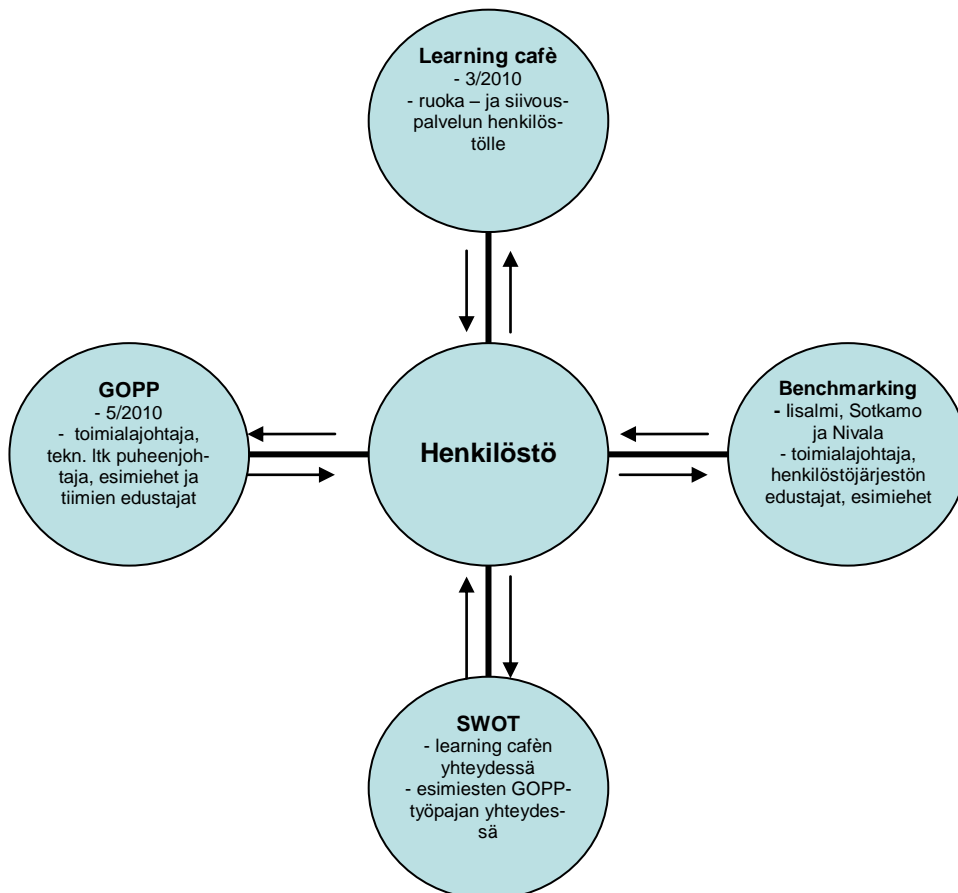 Learning cafè
- 3/2010
- ruoka – ja siivous-
palvelun henkilös-
tölle
GOPP
- 5/2010
- toimialajohtaja,
tekn. ltk puheenjoh-
taja, esimiehet ja
tiimien edustajat
Henkilöstö
Benchmarking
- Iisalmi, Sotkamo
ja Nivala
- toimialajohtaja,
henkilöstöjärjestön
edustajat, esimiehet
SWOT
- learning cafèn
yhteydessä
- esimiesten GOPP-
työpajan yhteydes-
sä